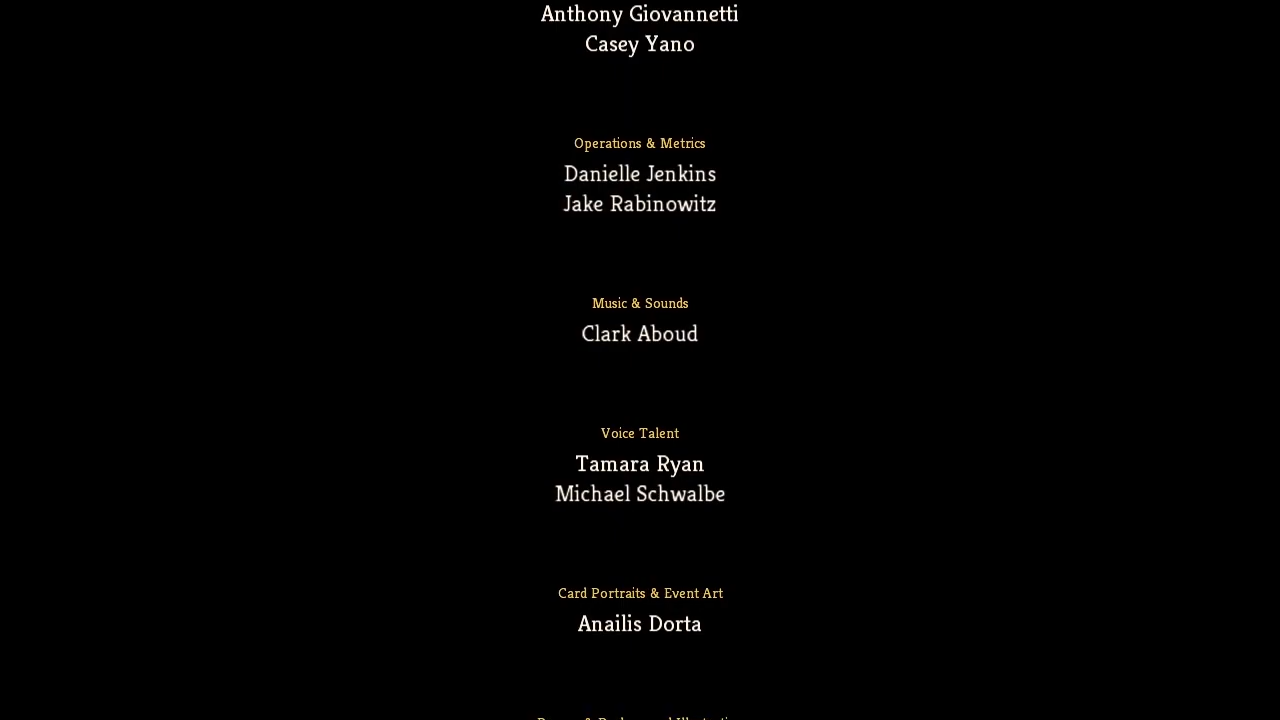 Anthony Giovannetti
Casey Yano
Operations & Metrics
Danielle Jenkins
Jake Rabinowitz
Music & Sounds
Clark Aboud
Voice Talent
Tamara Ryan
Michael Schwalbe
Card Portraits & Event Art
Anailis Dorta